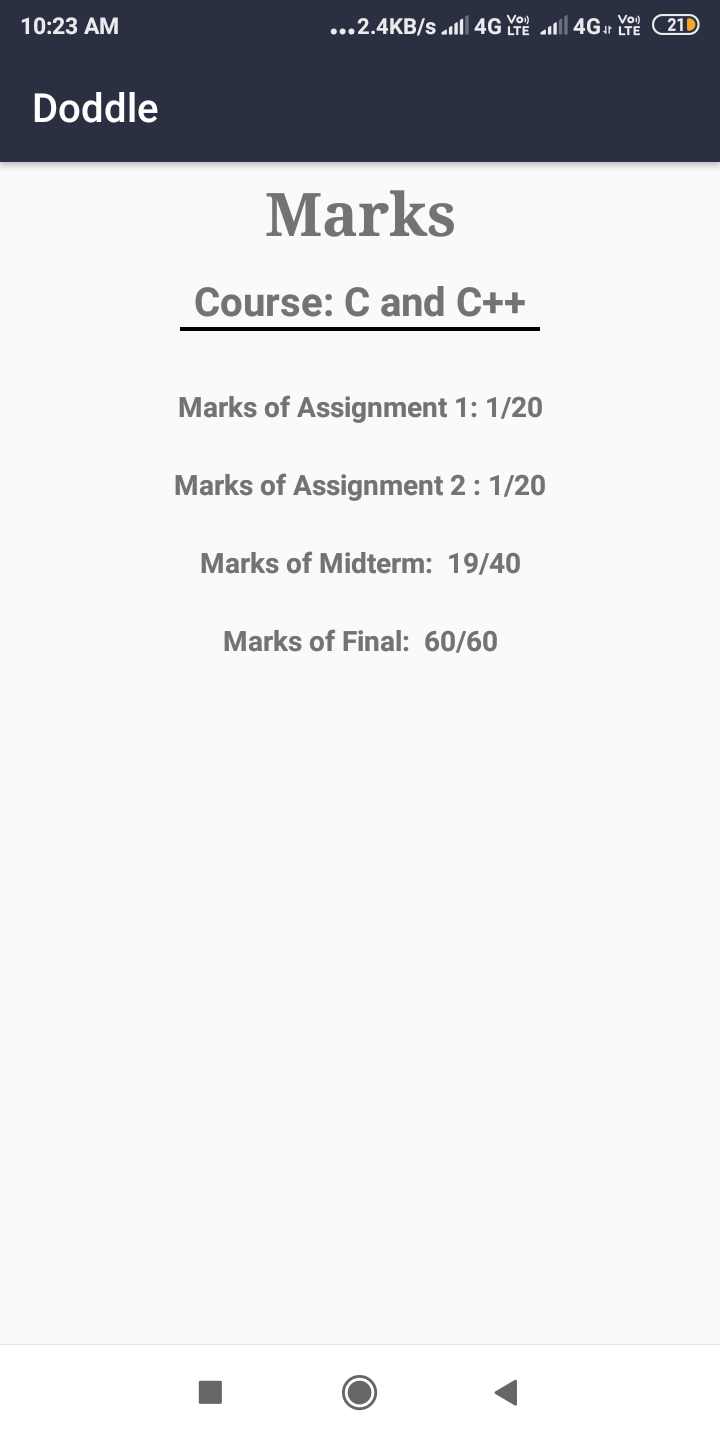 10:23 AM ...2.4KB/s 4G Vo) LTE 4G Vo) LTE 21
Doddle
Marks
Course: C and C++
Marks of Assignment 1: 1/20
Marks of Assignment 2 : 1/20
Marks of Midterm:  19/40
Marks of Final:  60/60